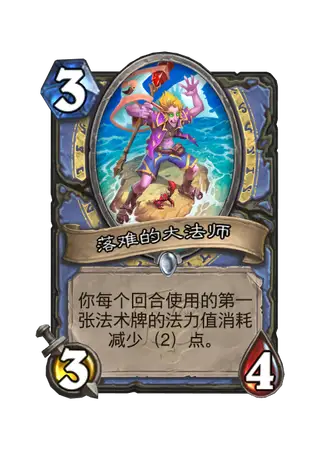 3
落难的大法师
你每个回合使用的第一
张法术牌的法力值消耗
减少（2）点。
3
4